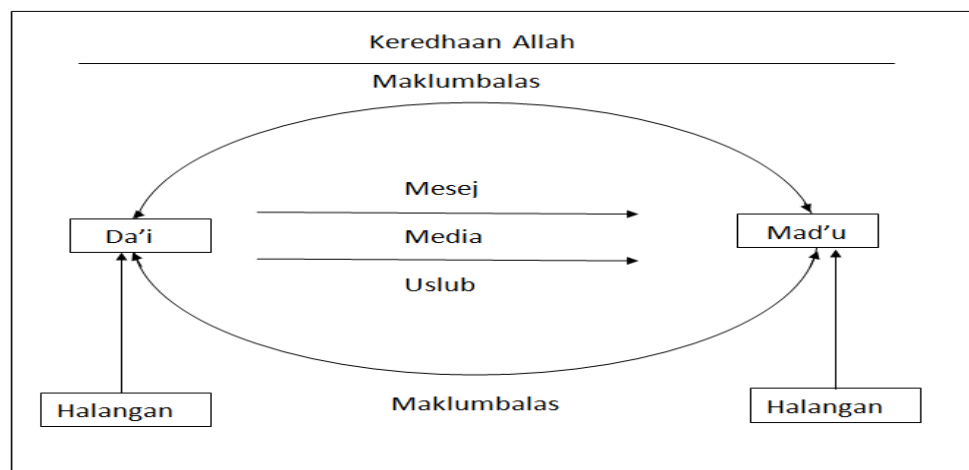 Keredhaan Allah
Maklumbalas
Mesej
Da'i
Media
Mad'u
Uslub
Halangan
Maklumbalas
Halangan